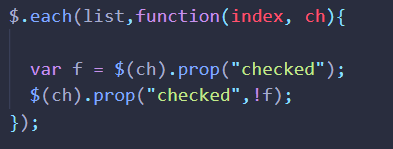 $.each(list,function(index, ch){
var f = $(ch).prop("checked");
$(ch).prop("checked",!f);
});